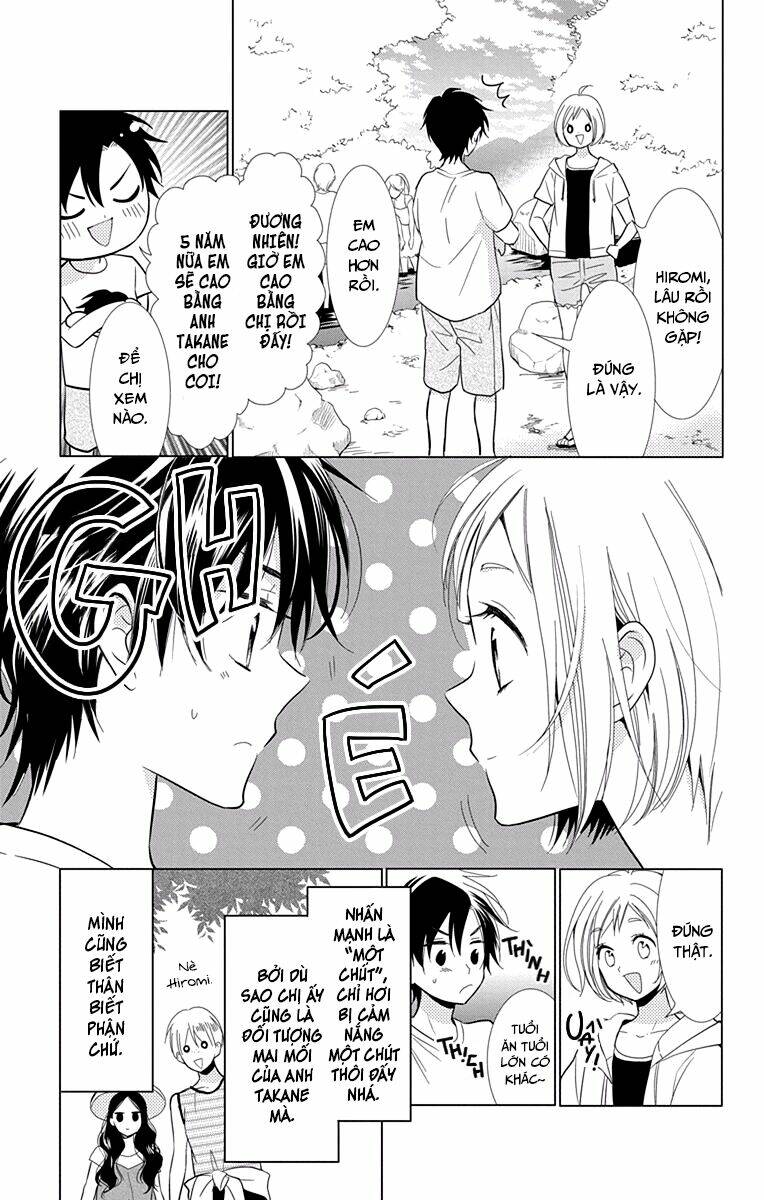 HIROMI,
LÂU RỒI
KHÔNG
GẶP!
ĐÚNG
LÀ VẬY.
EM
CAO HƠN
RỒI.
ĐƯƠNG
NHIÊN!
GIỜ EM
CAO
BẰNG
CHỊ RỒI
ĐẤY!
5 NĂM
NỮA EM
SẼ CAO
BẰNG
ANH
TAKANE
CHO
COI!
ĐỂ
CHỊ
XEM
NÀO.
GHÉ
ĐÚNG
THẬT.
UẦY!
TUỔI
ĂN TUỔI
LỚN CÓ
KHÁC~
THÌNH
THỊCH
NHẤN
MẠNH LÀ
"MỘT
CHÚT",
CHỈ HƠI
BỊ CẢM
NẮNG
MỘT CHÚT
THÔI ĐẤY
NHÁ.
BỞI DÙ
SAO CHỊ ẤY
CŨNG LÀ
ĐỐI TƯỢNG
MAI MỐI
CỦA ANH
TAKANE
MÀ.
Nè
Hiromi.
MÌNH
CŨNG
BIẾT
THÂN
BIẾT
PHẬN
CHỨ.